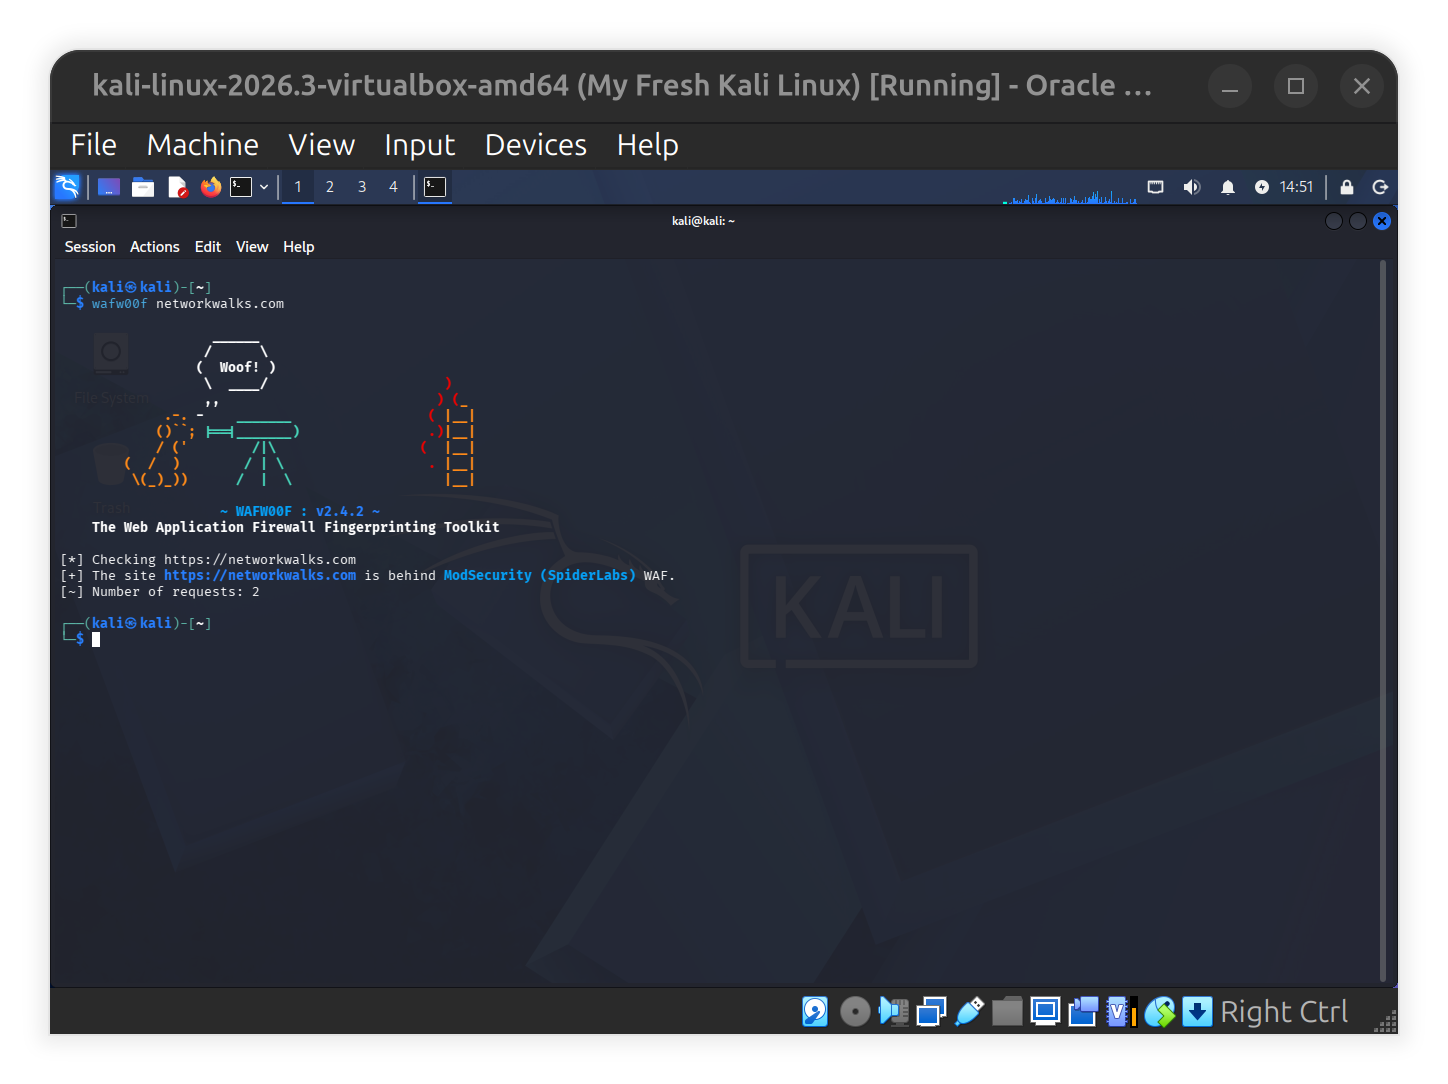 kali-linux-2026.3-virtualbox-amd64 (My Fresh Kali Linux) [Running] - Oracle ...
File Machine View Input Devices Help
1 2 3 4 14:51
kali@kali: ~
Session Actions Edit View Help
┌──(kali㉿kali)-[~]
└─$ wafw00f networkwalks.com
Woof!
File System
Trash
~ WAFW00F : v2.4.2 ~
The Web Application Firewall Fingerprinting Toolkit
[*] Checking https://networkwalks.com
[+] The site https://networkwalks.com is behind ModSecurity (SpiderLabs) WAF.
[~] Number of requests: 2
┌──(kali㉿kali)-[~]
└─$
KALI
Right Ctrl